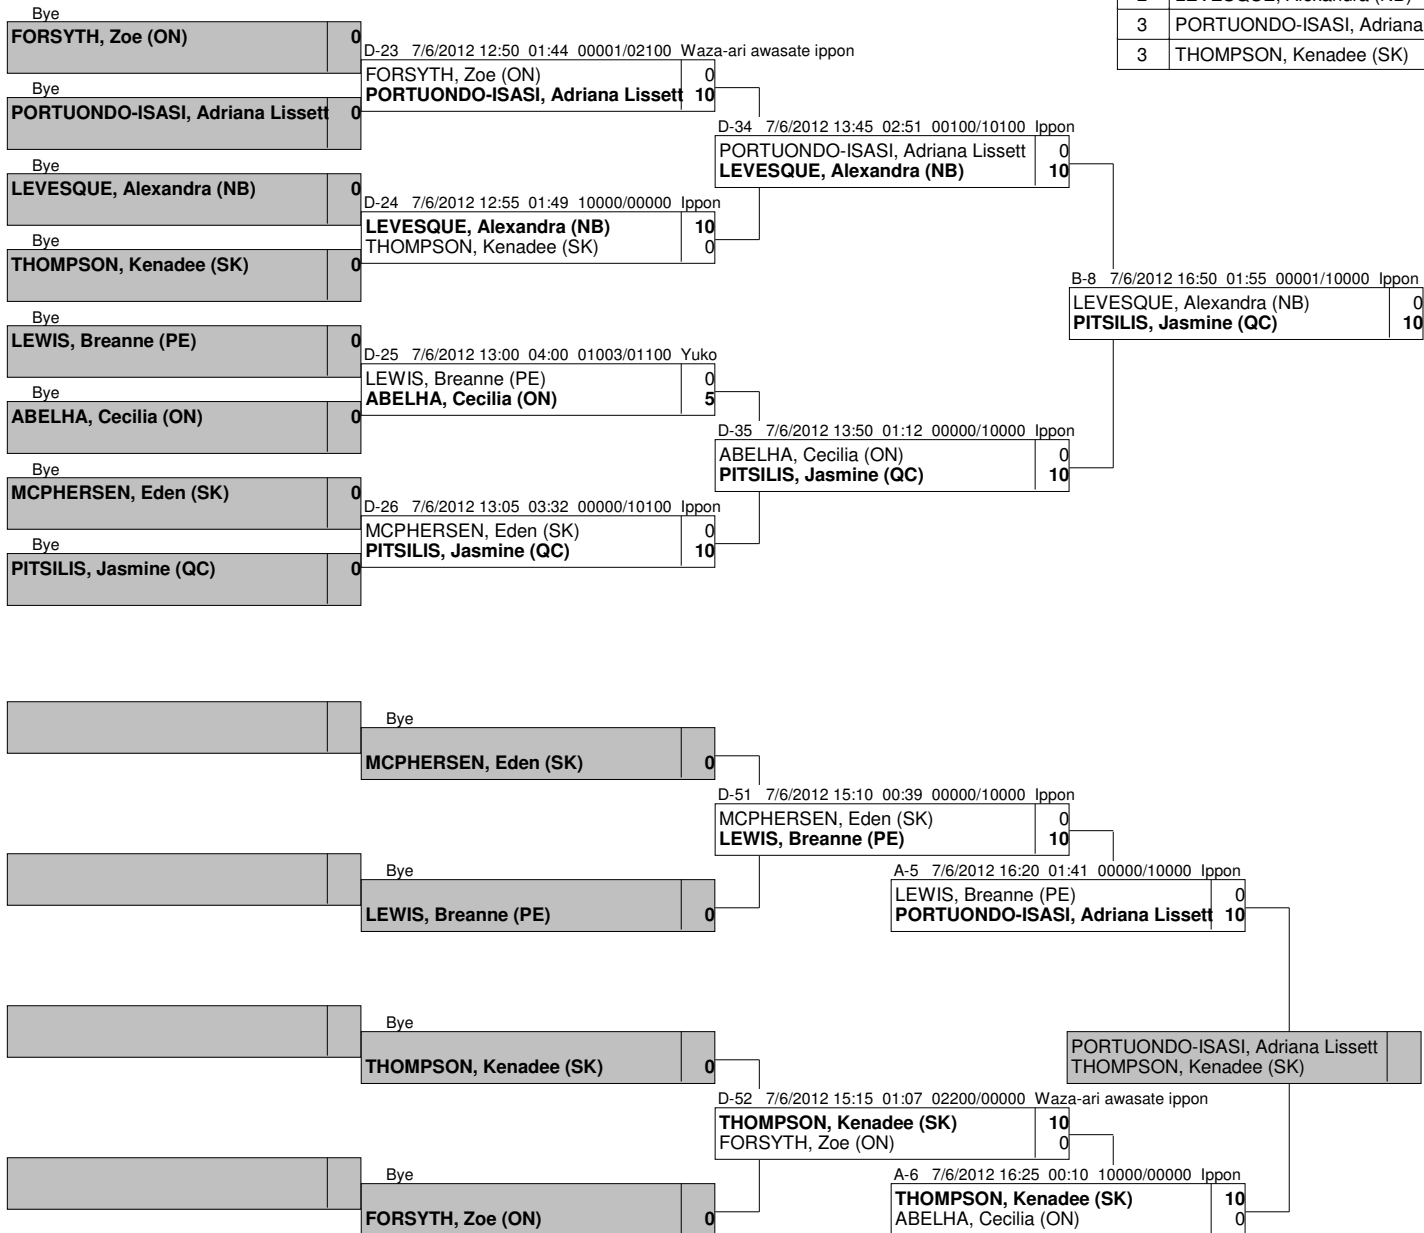 3 PORTUONDO-ISASI, Adriana
3 THOMPSON, Kenadee (SK)
Bye
FORSYTH, Zoe (ON) 0
Bye
PORTUONDO-ISASI, Adriana Lissett 0
Bye
LEVESQUE, Alexandra (NB) 0
Bye
THOMPSON, Kenadee (SK) 0
Bye
LEWIS, Breanne (PE) 0
Bye
ABELHA, Cecilia (ON) 0
Bye
MCPHERSEN, Eden (SK) 0
Bye
PITSILIS, Jasmine (QC) 0
D-23 7/6/2012 12:50 01:44 00001/02100 Waza-ari awasate ippon
FORSYTH, Zoe (ON) 0
PORTUONDO-ISASI, Adriana Lissett 10
D-24 7/6/2012 12:55 01:49 10000/00000 Ippon
LEVESQUE, Alexandra (NB) 10
THOMPSON, Kenadee (SK) 0
D-25 7/6/2012 13:00 04:00 01003/01100 Yuko
LEWIS, Breanne (PE) 0
ABELHA, Cecilia (ON) 5
D-26 7/6/2012 13:05 03:32 00000/10100 Ippon
MCPHERSEN, Eden (SK) 0
PITSILIS, Jasmine (QC) 10
D-34 7/6/2012 13:45 02:51 00100/10100 Ippon
PORTUONDO-ISASI, Adriana Lissett 0
LEVESQUE, Alexandra (NB) 10
D-35 7/6/2012 13:50 01:12 00000/10000 Ippon
ABELHA, Cecilia (ON) 0
PITSILIS, Jasmine (QC) 10
B-8 7/6/2012 16:50 01:55 00001/10000 Ippon
LEVESQUE, Alexandra (NB) 0
PITSILIS, Jasmine (QC) 10
Bye
MCPHERSEN, Eden (SK) 0
Bye
LEWIS, Breanne (PE) 0
Bye
THOMPSON, Kenadee (SK) 0
Bye
FORSYTH, Zoe (ON) 0
D-51 7/6/2012 15:10 00:39 00000/10000 Ippon
MCPHERSEN, Eden (SK) 0
LEWIS, Breanne (PE) 10
A-5 7/6/2012 16:20 01:41 00000/10000 Ippon
LEWIS, Breanne (PE) 0
PORTUONDO-ISASI, Adriana Lissett 10
PORTUONDO-ISASI, Adriana Lissett
THOMPSON, Kenadee (SK)
D-52 7/6/2012 15:15 01:07 02200/00000 Waza-ari awasate ippon
THOMPSON, Kenadee (SK) 10
FORSYTH, Zoe (ON) 0
A-6 7/6/2012 16:25 00:10 10000/00000 Ippon
THOMPSON, Kenadee (SK) 10
ABELHA, Cecilia (ON) 0